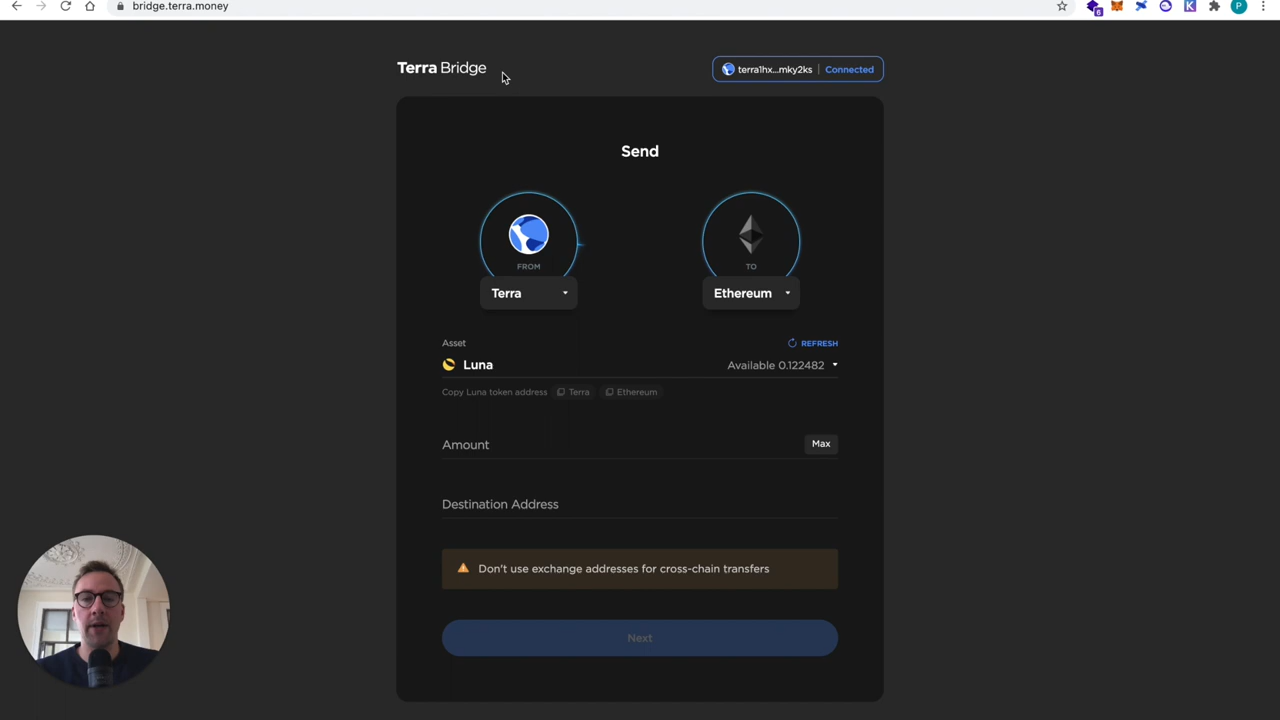 bridge.terra.money
6
K
P
Terra Bridge
terra1hx...mky2ks | Connected
Send
FROM
TO
Terra
Ethereum
Asset
REFRESH
Luna
Available 0.122482
Copy Luna token address Terra Ethereum
Amount
Max
Destination Address
Don't use exchange addresses for cross-chain transfers
Next